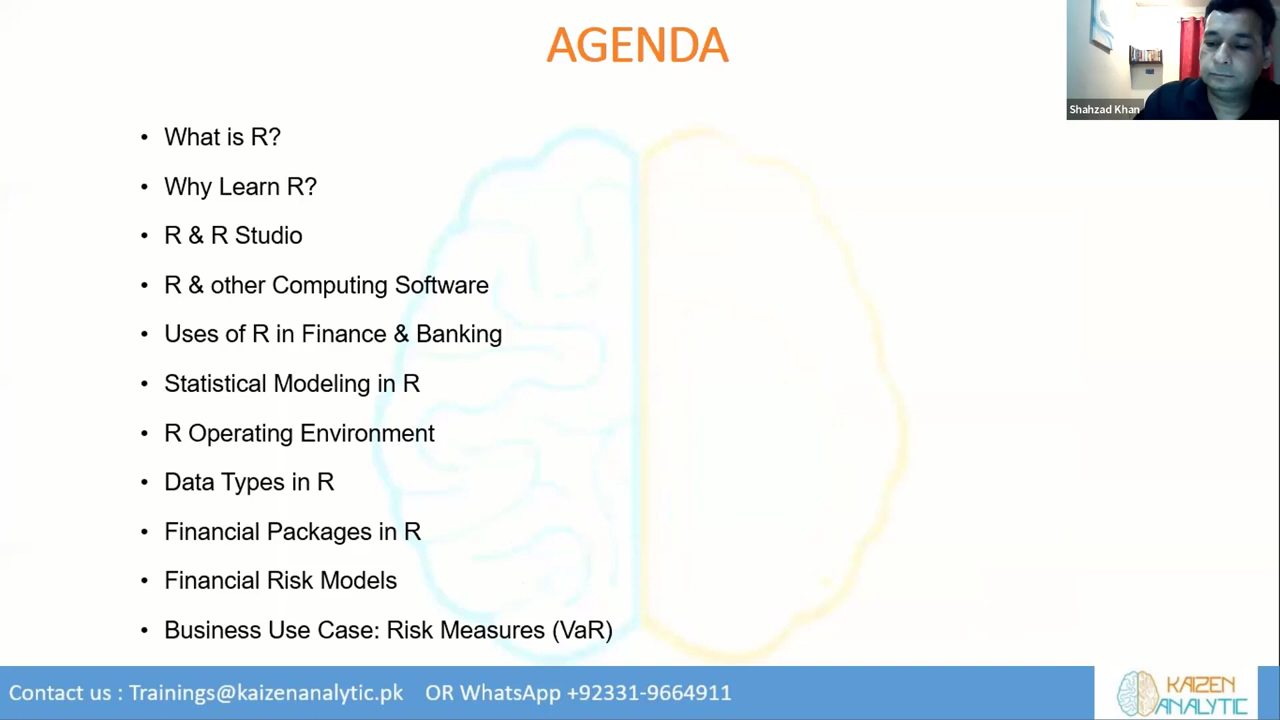 AGENDA
Shahzad Khan
• What is R?
• Why Learn R?
• R & R Studio
• R & other Computing Software
• Uses of R in Finance & Banking
• Statistical Modeling in R
• R Operating Environment
• Data Types in R
• Financial Packages in R
• Financial Risk Models
• Business Use Case: Risk Measures (VaR)
Contact us : Trainings@kaizenanalytic.pk OR WhatsApp +92331-9664911
KAIZEN
ANALYTIC